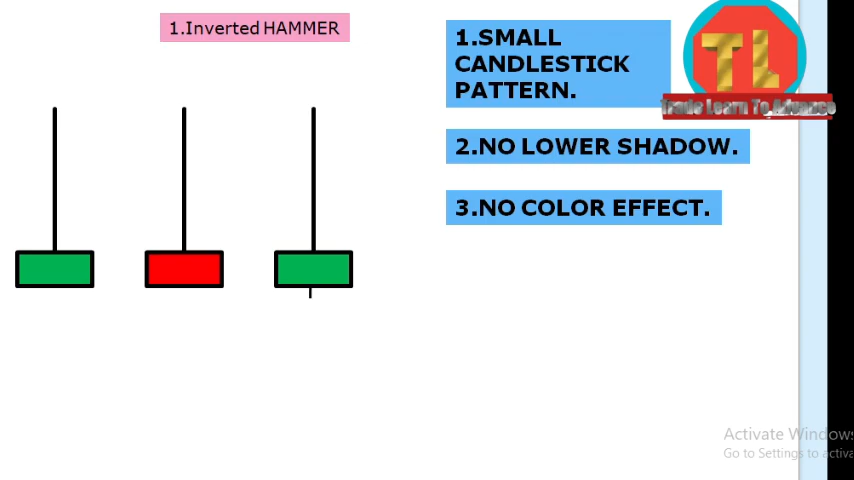 1.Inverted HAMMER
1.SMALL
CANDLESTICK
PATTERN.
TL
Trade Learn To Advance
2.NO LOWER SHADOW.
3.NO COLOR EFFECT.
Activate Windows
Go to Settings to activa